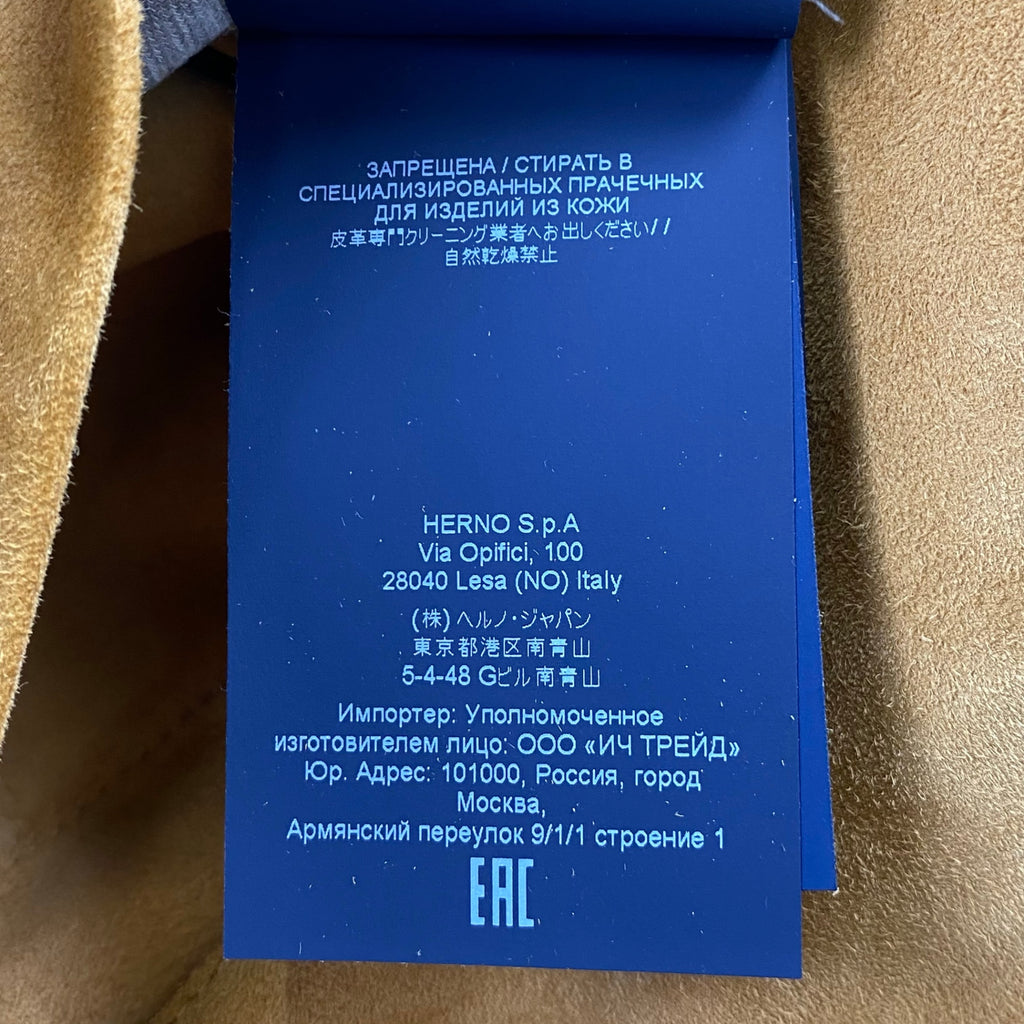 ЗАПРЕЩЕНА / СТИРАТЬ В
СПЕЦИАЛИЗИРОВАННЫХ ПРАЧЕЧНЫХ
ДЛЯ ИЗДЕЛИЙ ИЗ КОЖИ
皮革専門クリーニング業者へお出しください//
自然乾燥禁止
HERNO S.p.A
Via Opifici, 100
28040 Lesa (NO) Italy
(株)ヘルノ・ジャパン
東京都港区南青山
5-4-48 Gビル南青山
Импортер: Уполномоченное
изготовителем лицо: ООО «ИЧ ТРЕЙД»
Юр. Адрес: 101000, Россия, город
Москва,
Армянский переулок 9/1/1 строение 1
EAC